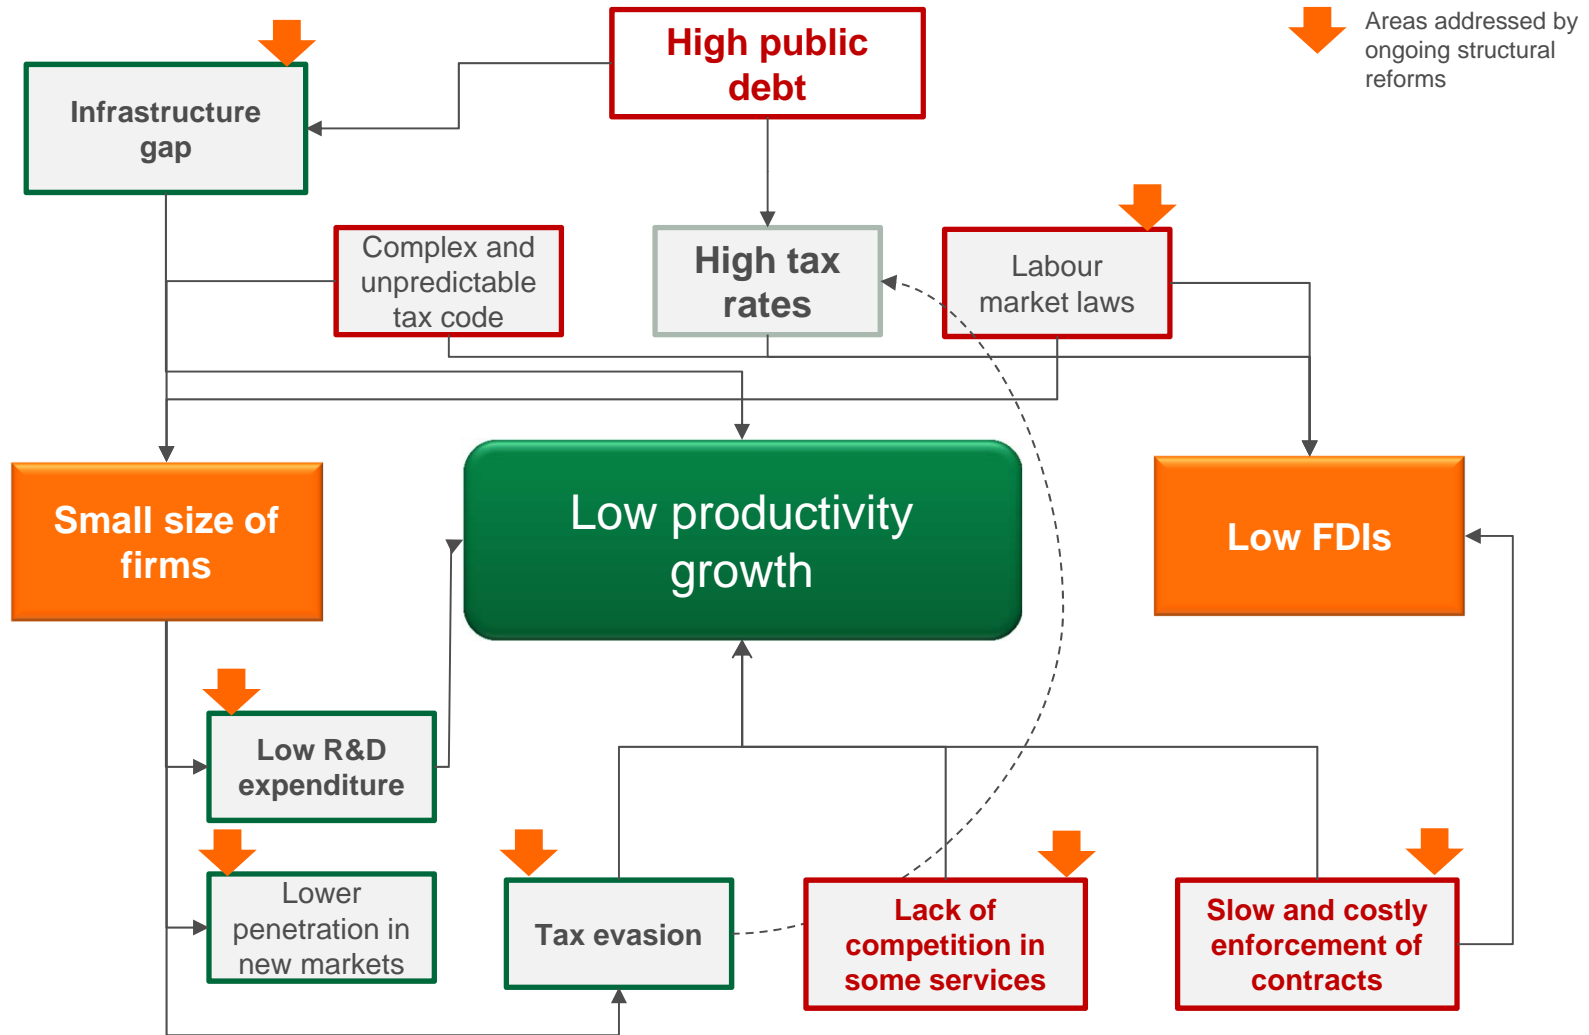 High public
debt
Areas addressed by
ongoing structural
reforms
Infrastructure
gap
Complex and
unpredictable
tax code
High tax
rates
Labour
market laws
Small size of
firms
Low productivity
growth
Low FDIs
Low R&D
expenditure
Lower
penetration in
new markets
Tax evasion
Lack of
competition in
some services
Slow and costly
enforcement of
contracts